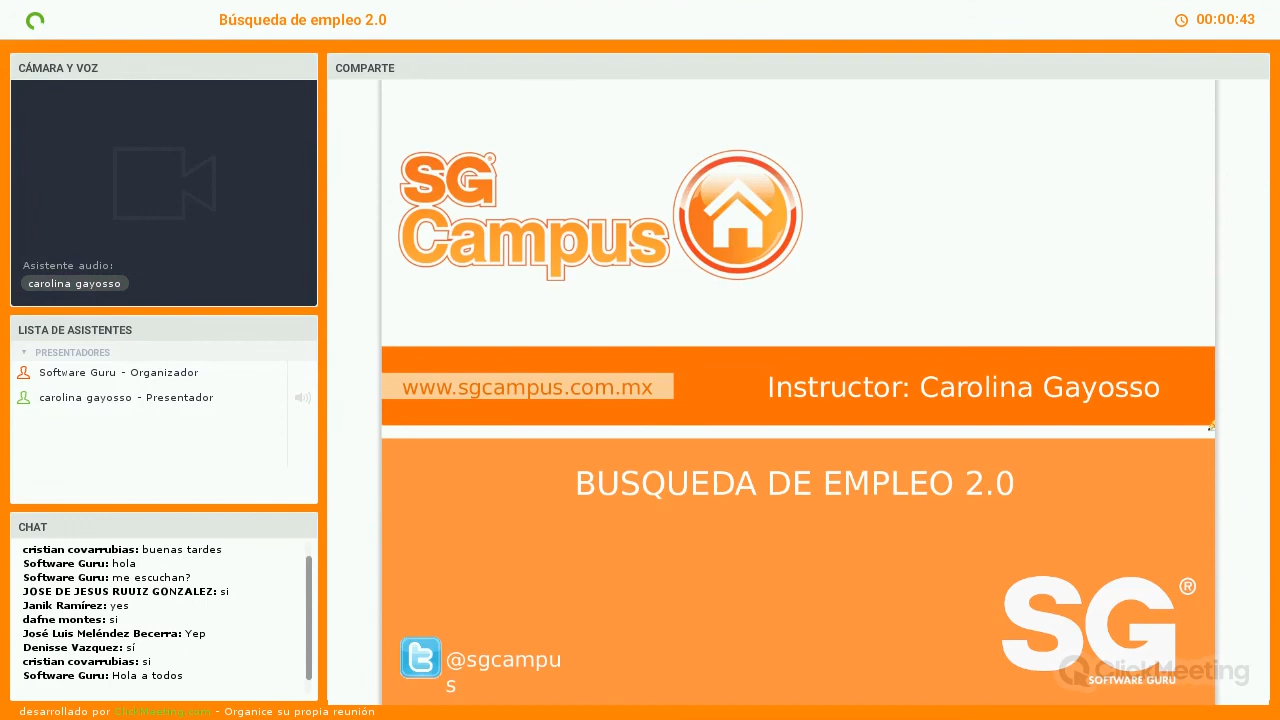 Búsqueda de empleo 2.0
00:00:43
CÁMARA Y VOZ
Asistente audio:
carolina gayosso
LISTA DE ASISTENTES
PRESENTADORES
Software Guru - Organizador
carolina gayosso - Presentador
CHAT
cristian covarrubias: buenas tardes
Software Guru: hola
Software Guru: me escuchan?
JOSE DE JESUS RUUIZ GONZALEZ: si
Janik Ramírez: yes
dafne montes: si
José Luis Meléndez Becerra: Yep
Denisse Vazquez: sí
cristian covarrubias: si
Software Guru: Hola a todos
COMPARTE
SG
Campus
www.sgcampus.com.mx
Instructor: Carolina Gayosso
BUSQUEDA DE EMPLEO 2.0
@sgcampu
s
SG®
SOFTWARE GURU
ClickMeeting
desarrollado por ClickMeeting.com - Organice su propia reunión